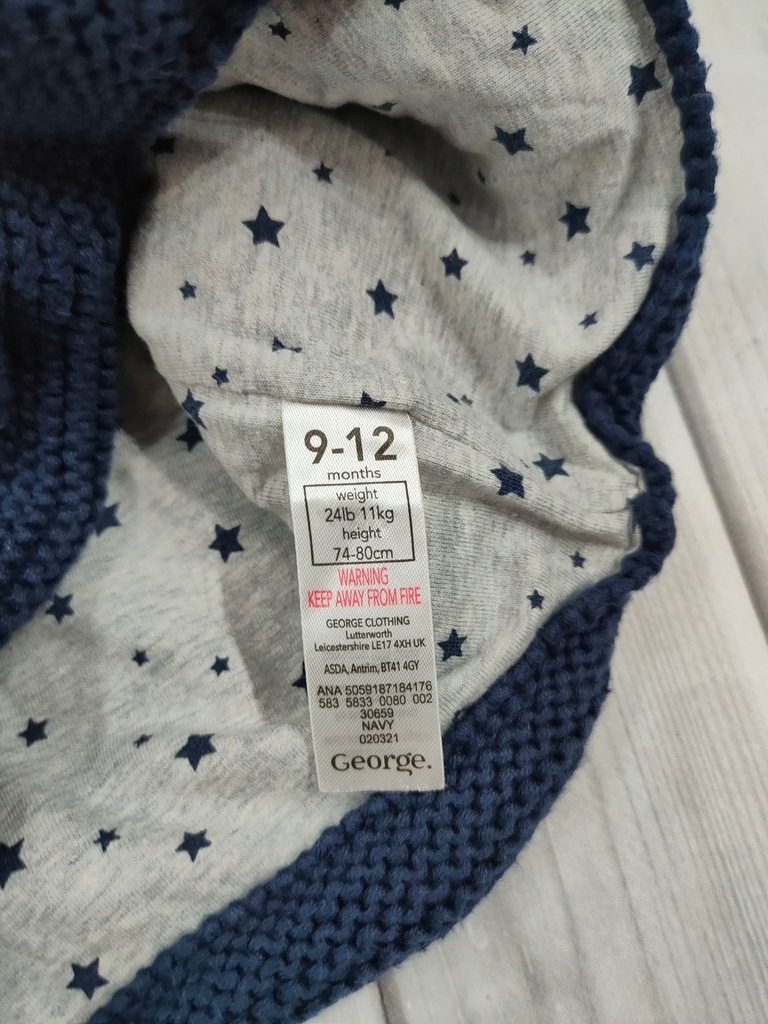 9-12
months
weight
24lb 11kg
height
74-80cm
WARNING
KEEP AWAY FROM FIRE
GEORGE CLOTHING
Lutterworth
Leicestershire LE17 4XH UK
ASDA, Antrim, BT41 4GY
ANA 5059187184176
583 5833 0080 002
30659
NAVY
020321
George.